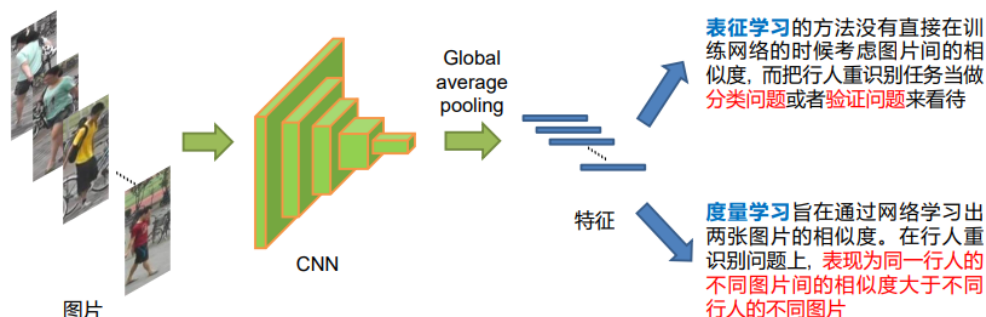 图片
CNN
Global
average
pooling
特征
表征学习的方法没有直接在训
练网络的时候考虑图片间的相
似度，而把行人重识别任务当做
分类问题或者验证问题来看待
度量学习旨在通过网络学习出
两张图片的相似度。在行人重
识别问题上，表现为同一行人的
不同图片间的相似度大于不同
行人的不同图片